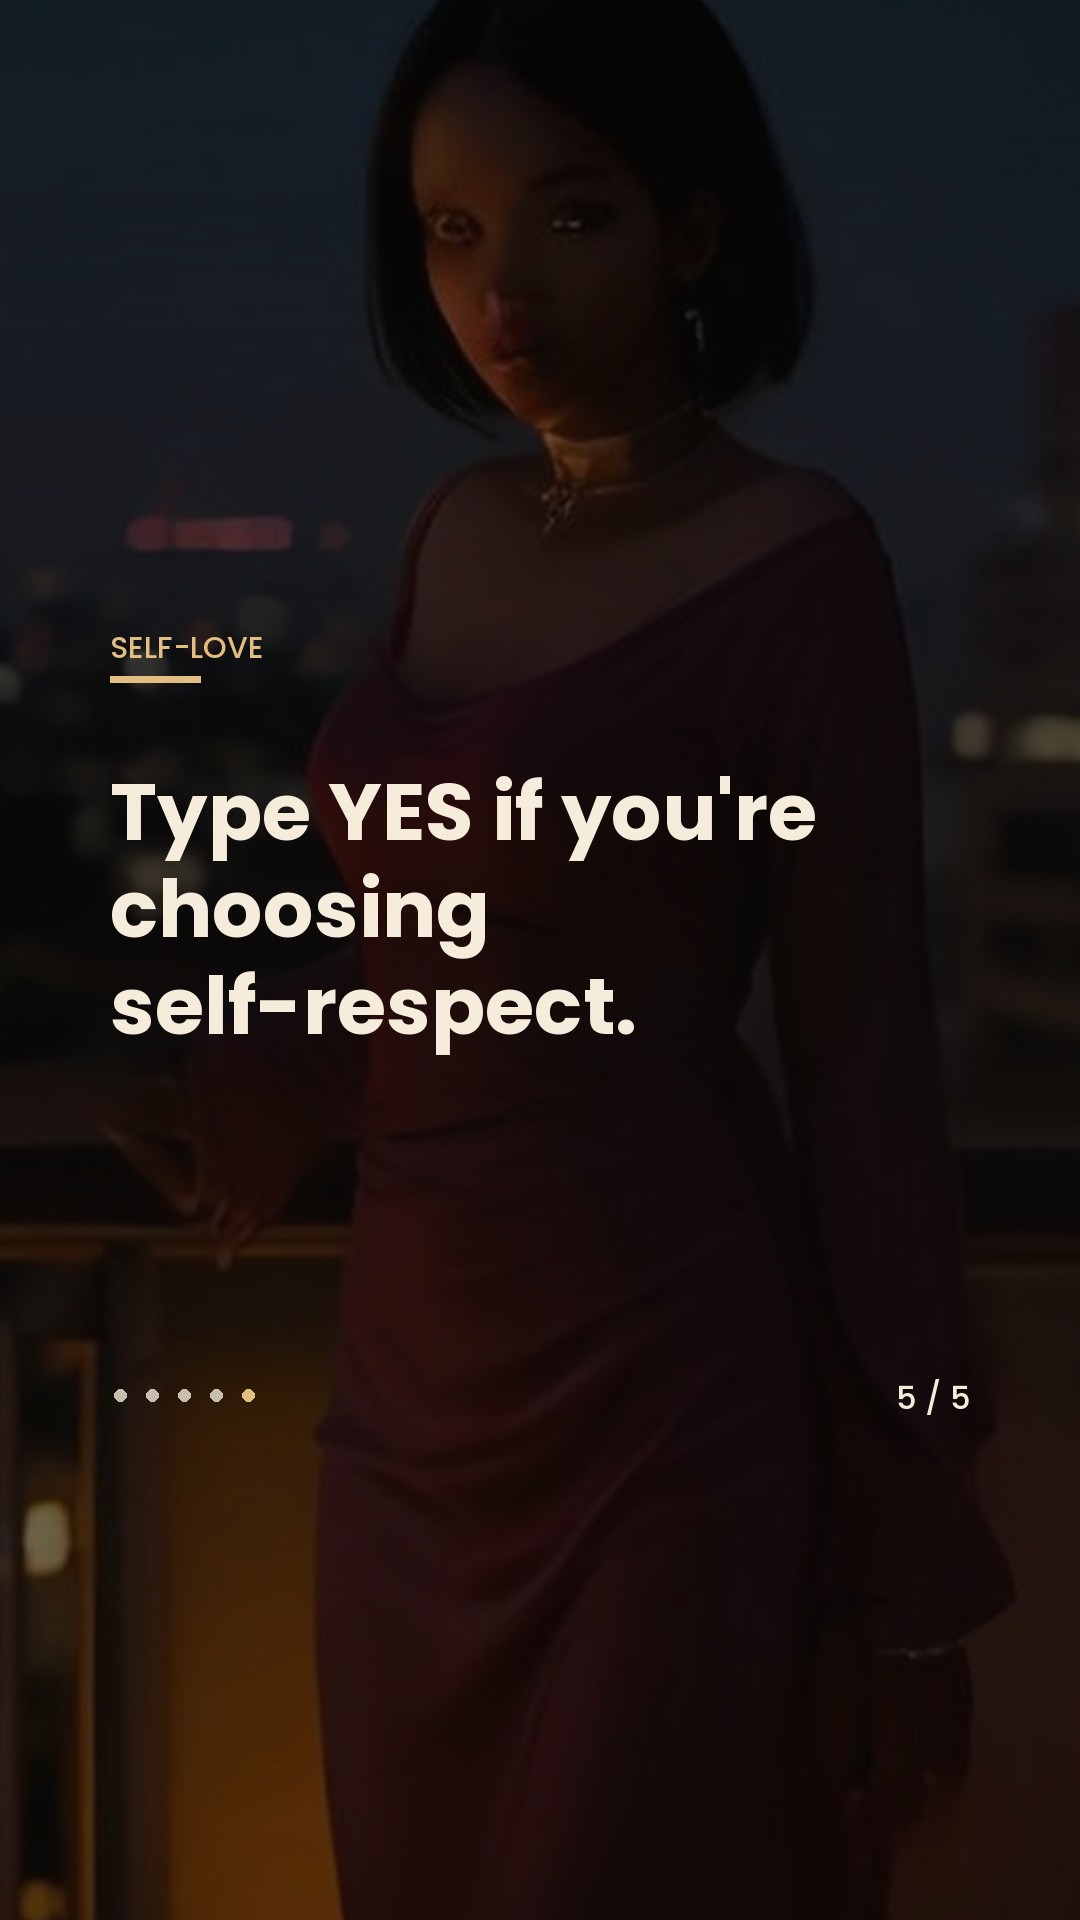 SELF-LOVE
Type YES if you're
choosing
self-respect.
5 / 5